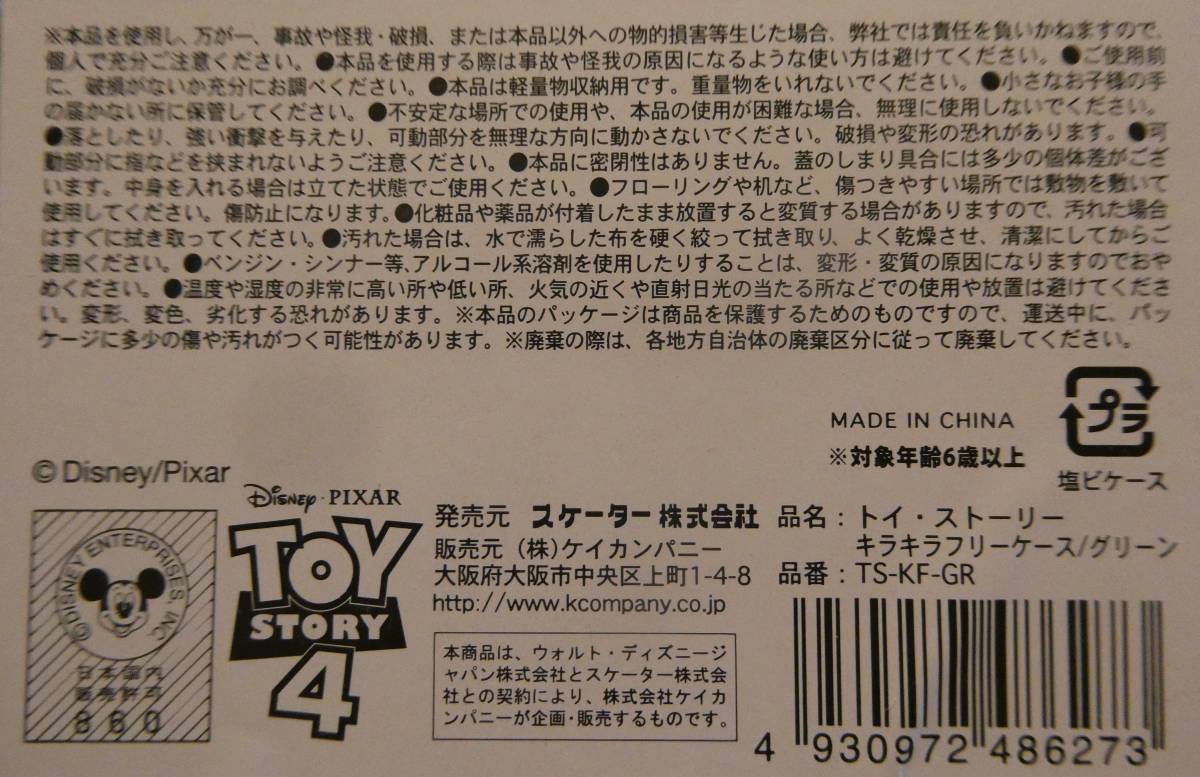 ※本品を使用し、万が一、事故や怪我・破損、または本品以外への物的損害等生じた場合、弊社では責任を負いかねますので、
個人で充分ご注意ください。●本品を使用する際は事故や怪我の原因になるような使い方は避けてください。●ご使用前
に、破損がないか充分にお調べください。●本品は軽量物収納用です。重量物をいれないでください。●小さなお子様の手
の届かない所に保管してください。●不安定な場所での使用や、本品の使用が困難な場合、無理に使用しないでください。
●落としたり、強い衝撃を与えたり、可動部分を無理な方向に動かさないでください。破損や変形の恐れがあります。●可
動部分に指などを挟まれないようご注意ください。●本品に密閉性はありません。蓋のしまり具合には多少の個体差がござ
います。中身を入れる場合は立てた状態でご使用ください。●フローリングや机など、傷つきやすい場所では敷物を敷いて
使用してください。傷防止になります。●化粧品や薬品が付着したまま放置すると変質する場合がありますので、汚れた場合
はすぐに拭き取ってください。●汚れた場合は、水で濡らした布を硬く絞って拭き取り、よく乾燥させ、清潔にしてからご
使用ください。●ベンジン・シンナー等、アルコール系溶剤を使用したりすることは、変形・変質の原因になりますのでおや
めください。●温度や湿度の非常に高い所や低い所、火気の近くや直射日光の当たる所などでの使用や放置は避けてくださ
い。変形、変色、劣化する恐れがあります。※本品のパッケージは商品を保護するためのものですので、運送中に、パッ
ケージに多少の傷や汚れがつく可能性があります。※廃棄の際は、各地方自治体の廃棄区分に従って廃棄してください。
MADE IN CHINA
※対象年齢6歳以上
プラ
塩ビケース
© Disney/Pixar
©DISNEY ENTERPRISES, INC.
日本国内
販売許可
860
Disney · PIXAR
TOY
STORY
4
発売元 スケーター株式会社
販売元 (株)ケイカンパニー
大阪府大阪市中央区上町1-4-8
http://www.kcompany.co.jp
本商品は、ウォルト・ディズニージ
ャパン株式会社とスケーター株式会
社との契約により、株式会社ケイカ
ンパニーが企画・販売するものです。
品名：トイ・ストーリー
キラキラフリーケース/グリーン
品番：TS-KF-GR
4 930972 486273